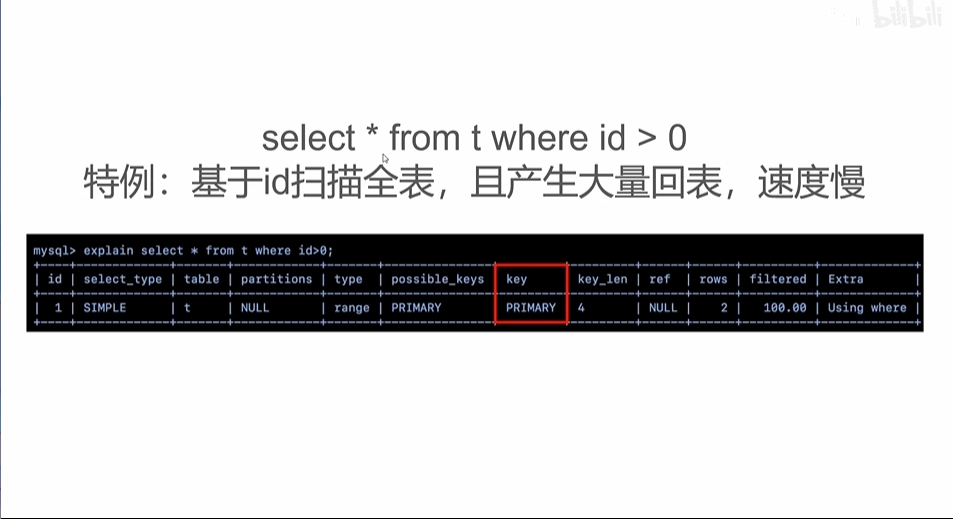 bilibili
select * from t where id > 0
特例：基于id扫描全表，且产生大量回表，速度慢
mysql> explain select * from t where id>0;
| id | select_type | table | partitions | type | possible_keys | key | key_len | ref | rows | filtered | Extra |
| 1 | SIMPLE | t | NULL | range | PRIMARY | PRIMARY | 4 | NULL | 2 | 100.00 | Using where |